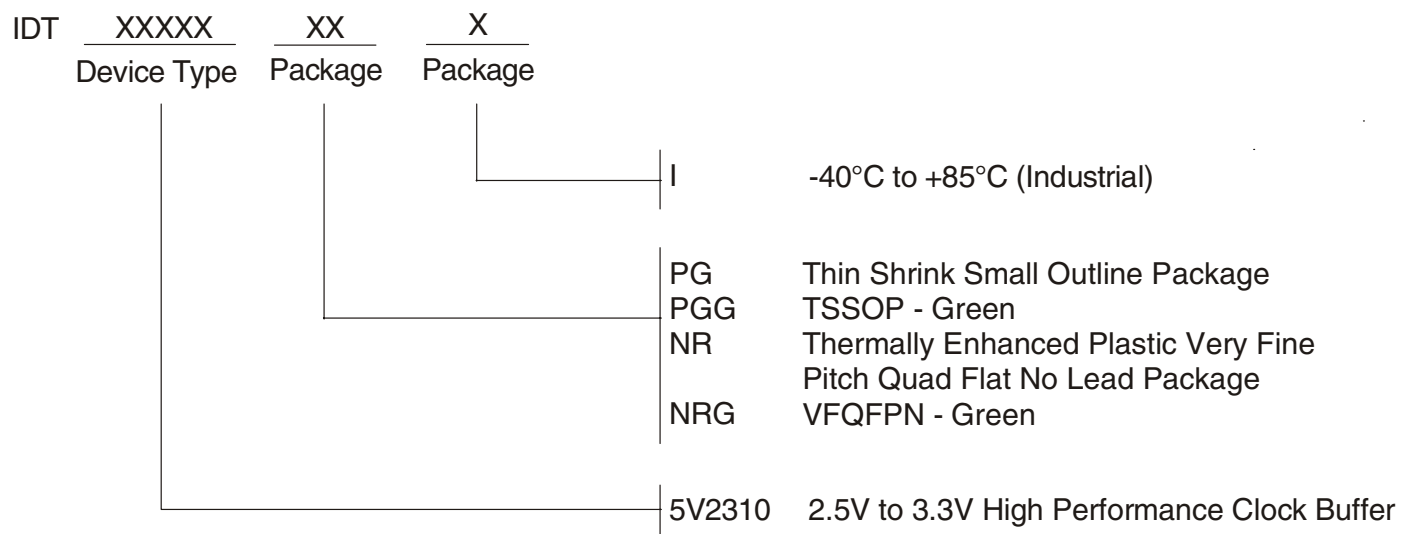 IDT XXXXX XX X
Device Type Package Package
I -40°C to +85°C (Industrial)
PG Thin Shrink Small Outline Package
PGG TSSOP - Green
NR Thermally Enhanced Plastic Very Fine
Pitch Quad Flat No Lead Package
NRG VFQFPN - Green
5V2310 2.5V to 3.3V High Performance Clock Buffer